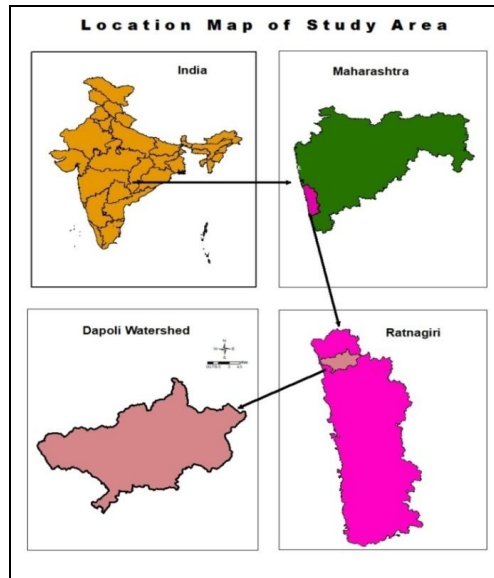 Location Map of Study Area
India
Maharashtra
Dapoli Watershed
Ratnagiri
N
W
E
S